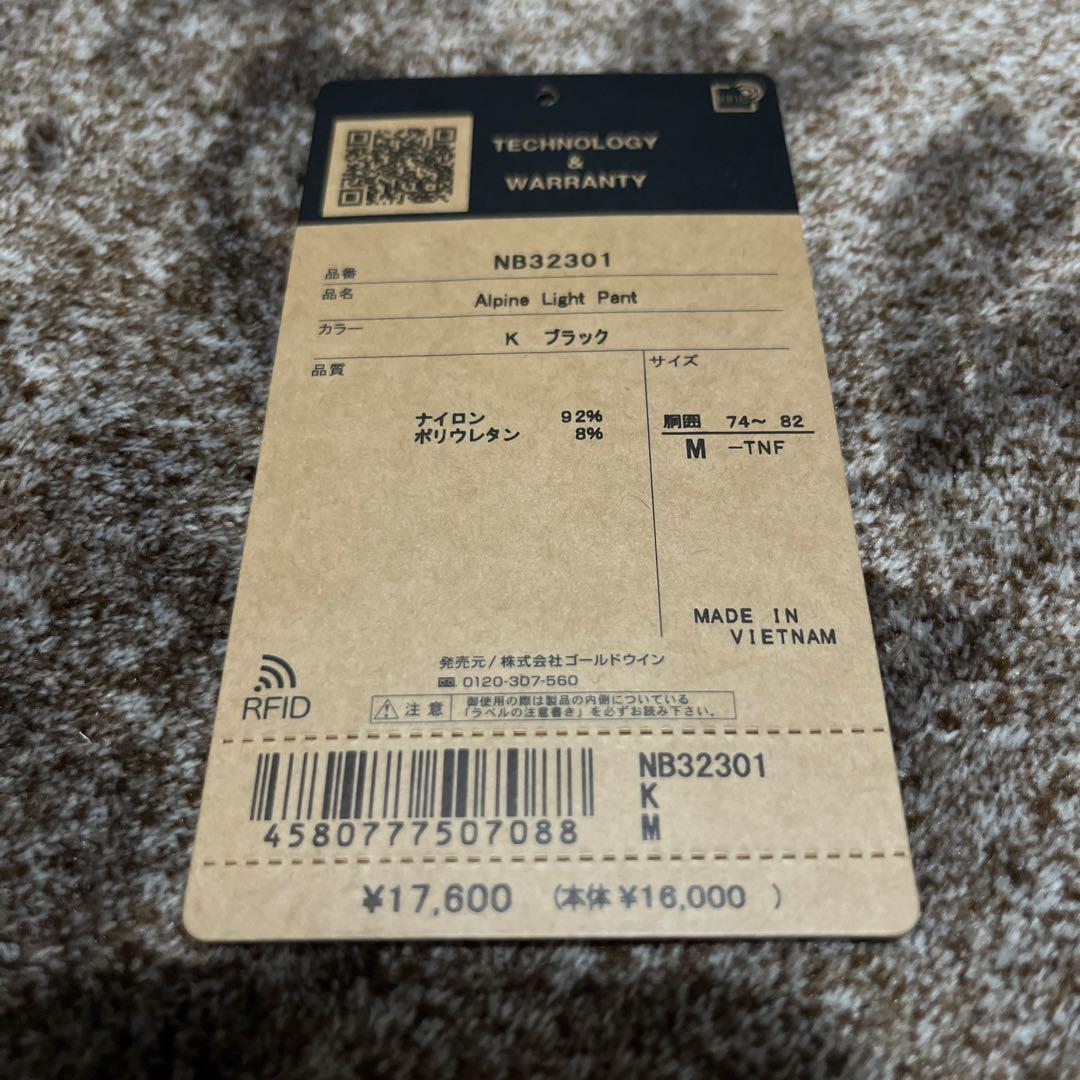 TECHNOLOGY
&
WARRANTY
品番 NB32301
品名 Alpine Light Pant
カラー K ブラック
品質
ナイロン 92%
ポリウレタン 8%
サイズ
胴囲 74〜 82
M -TNF
MADE IN
VIETNAM
発売元/株式会社ゴールドウイン
0120-307-560
RFID
注意
御使用の際は製品の内側についている
「ラベルの注意書き」を必ずお読み下さい。
4580777507088
NB32301
K
M
¥17,600 (本体 ¥16,000 )